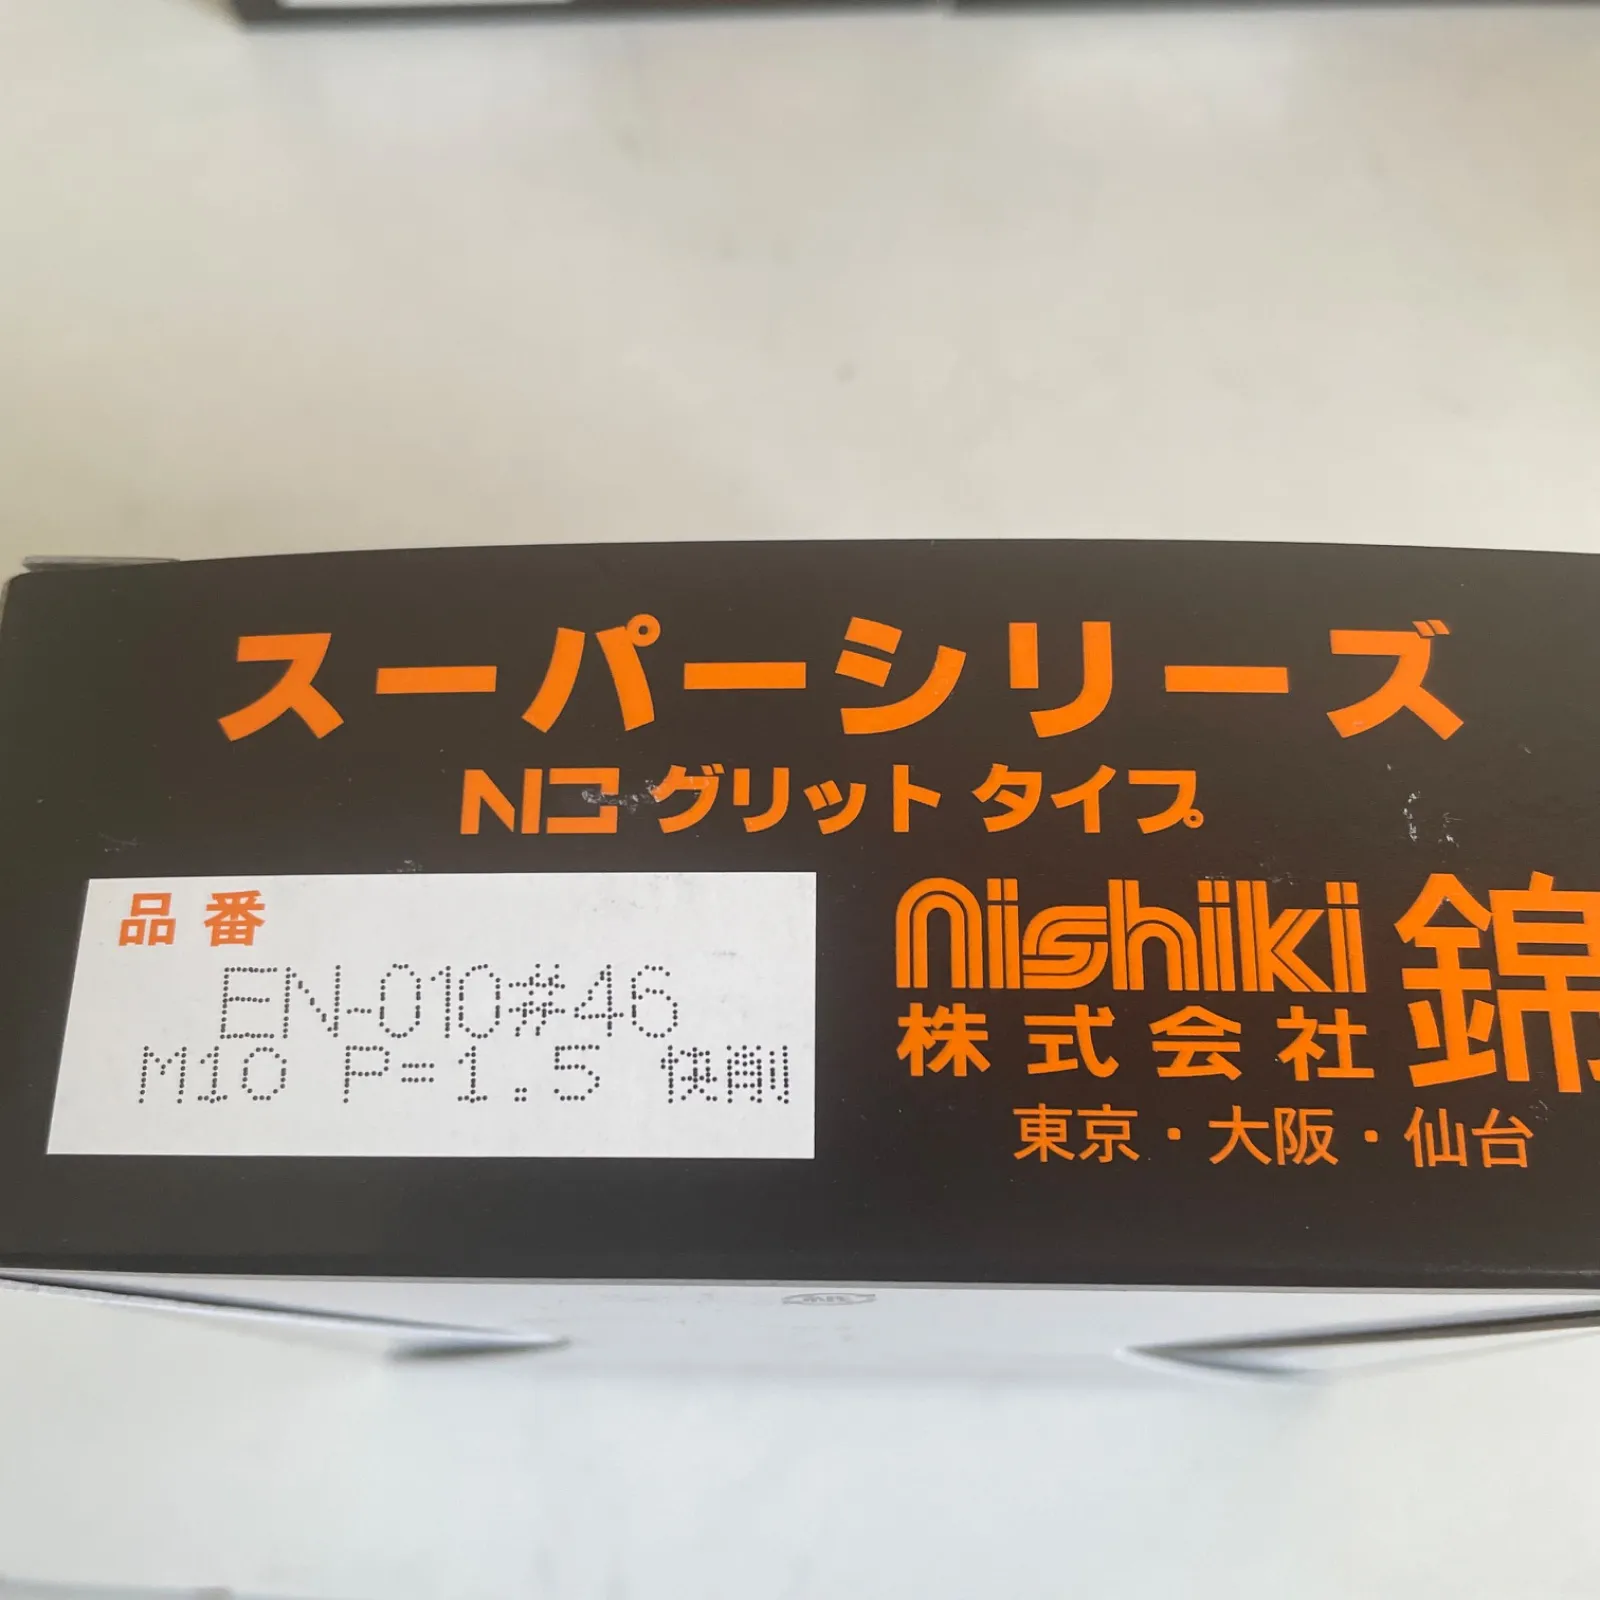 スーパーシリーズ
Nコ グリット タイプ
品番
EN-010#46
M10 P=1.5 快削
nishiki
株式会社 錦
東京・大阪・仙台